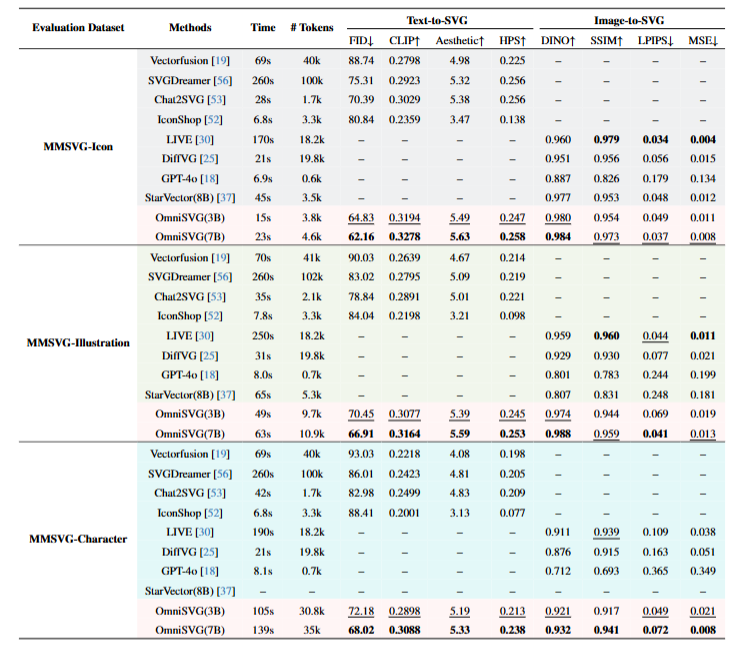 Evaluation Dataset Methods Time # Tokens Text-to-SVG Image-to-SVG
FID↓ CLIP↑ Aesthetic↑ HPS↑ DINO↑ SSIM↑ LPIPS↓ MSE↓
MMSVG-Icon
Vectorfusion [19] 69s 40k 88.74 0.2798 4.98 0.225 – – – –
SVGDreamer [56] 260s 100k 75.31 0.2923 5.32 0.256 – – – –
Chat2SVG [53] 28s 1.7k 70.39 0.3029 5.38 0.256 – – – –
IconShop [52] 6.8s 3.3k 80.84 0.2359 3.47 0.138 – – – –
LIVE [30] 170s 18.2k – – – – 0.960 0.979 0.034 0.004
DiffVG [25] 21s 19.8k – – – – 0.951 0.956 0.056 0.015
GPT-4o [18] 6.9s 0.6k – – – – 0.887 0.826 0.179 0.134
StarVector(8B) [37] 45s 3.5k – – – – 0.977 0.953 0.048 0.012
OmniSVG(3B) 15s 3.8k 64.83 0.3194 5.49 0.247 0.980 0.954 0.049 0.011
OmniSVG(7B) 23s 4.6k 62.16 0.3278 5.63 0.258 0.984 0.973 0.037 0.008
MMSVG-Illustration
Vectorfusion [19] 70s 41k 90.03 0.2639 4.67 0.214 – – – –
SVGDreamer [56] 260s 102k 83.02 0.2795 5.09 0.219 – – – –
Chat2SVG [53] 35s 2.1k 78.84 0.2891 5.01 0.221 – – – –
IconShop [52] 7.8s 3.3k 84.04 0.2198 3.21 0.098 – – – –
LIVE [30] 250s 18.2k – – – – 0.959 0.960 0.044 0.011
DiffVG [25] 31s 19.8k – – – – 0.929 0.930 0.077 0.021
GPT-4o [18] 8.0s 0.7k – – – – 0.801 0.783 0.244 0.199
StarVector(8B) [37] 65s 5.3k – – – – 0.807 0.831 0.248 0.181
OmniSVG(3B) 49s 9.7k 70.45 0.3077 5.39 0.245 0.974 0.944 0.069 0.019
OmniSVG(7B) 63s 10.9k 66.91 0.3164 5.59 0.253 0.988 0.959 0.041 0.013
MMSVG-Character
Vectorfusion [19] 69s 40k 93.03 0.2218 4.08 0.198 – – – –
SVGDreamer [56] 260s 100k 86.01 0.2423 4.81 0.205 – – – –
Chat2SVG [53] 42s 1.7k 82.98 0.2499 4.83 0.209 – – – –
IconShop [52] 6.8s 3.3k 88.41 0.2001 3.13 0.077 – – – –
LIVE [30] 190s 18.2k – – – – 0.911 0.939 0.109 0.038
DiffVG [25] 21s 19.8k – – – – 0.876 0.915 0.163 0.051
GPT-4o [18] 8.1s 0.7k – – – – 0.712 0.693 0.365 0.349
StarVector(8B) [37] – – – – – – – – – –
OmniSVG(3B) 105s 30.8k 72.18 0.2898 5.19 0.213 0.921 0.917 0.049 0.021
OmniSVG(7B) 139s 35k 68.02 0.3088 5.33 0.238 0.932 0.941 0.072 0.008